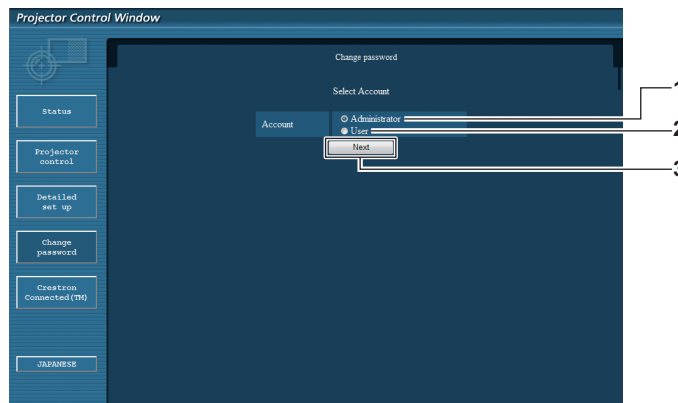 Projector Control Window
Change password
Select Account
Account
Administrator
User
Next
1
2
3
Status
Projector
control
Detailed
set up
Change
password
Crestron
Connected(TM)
JAPANESE